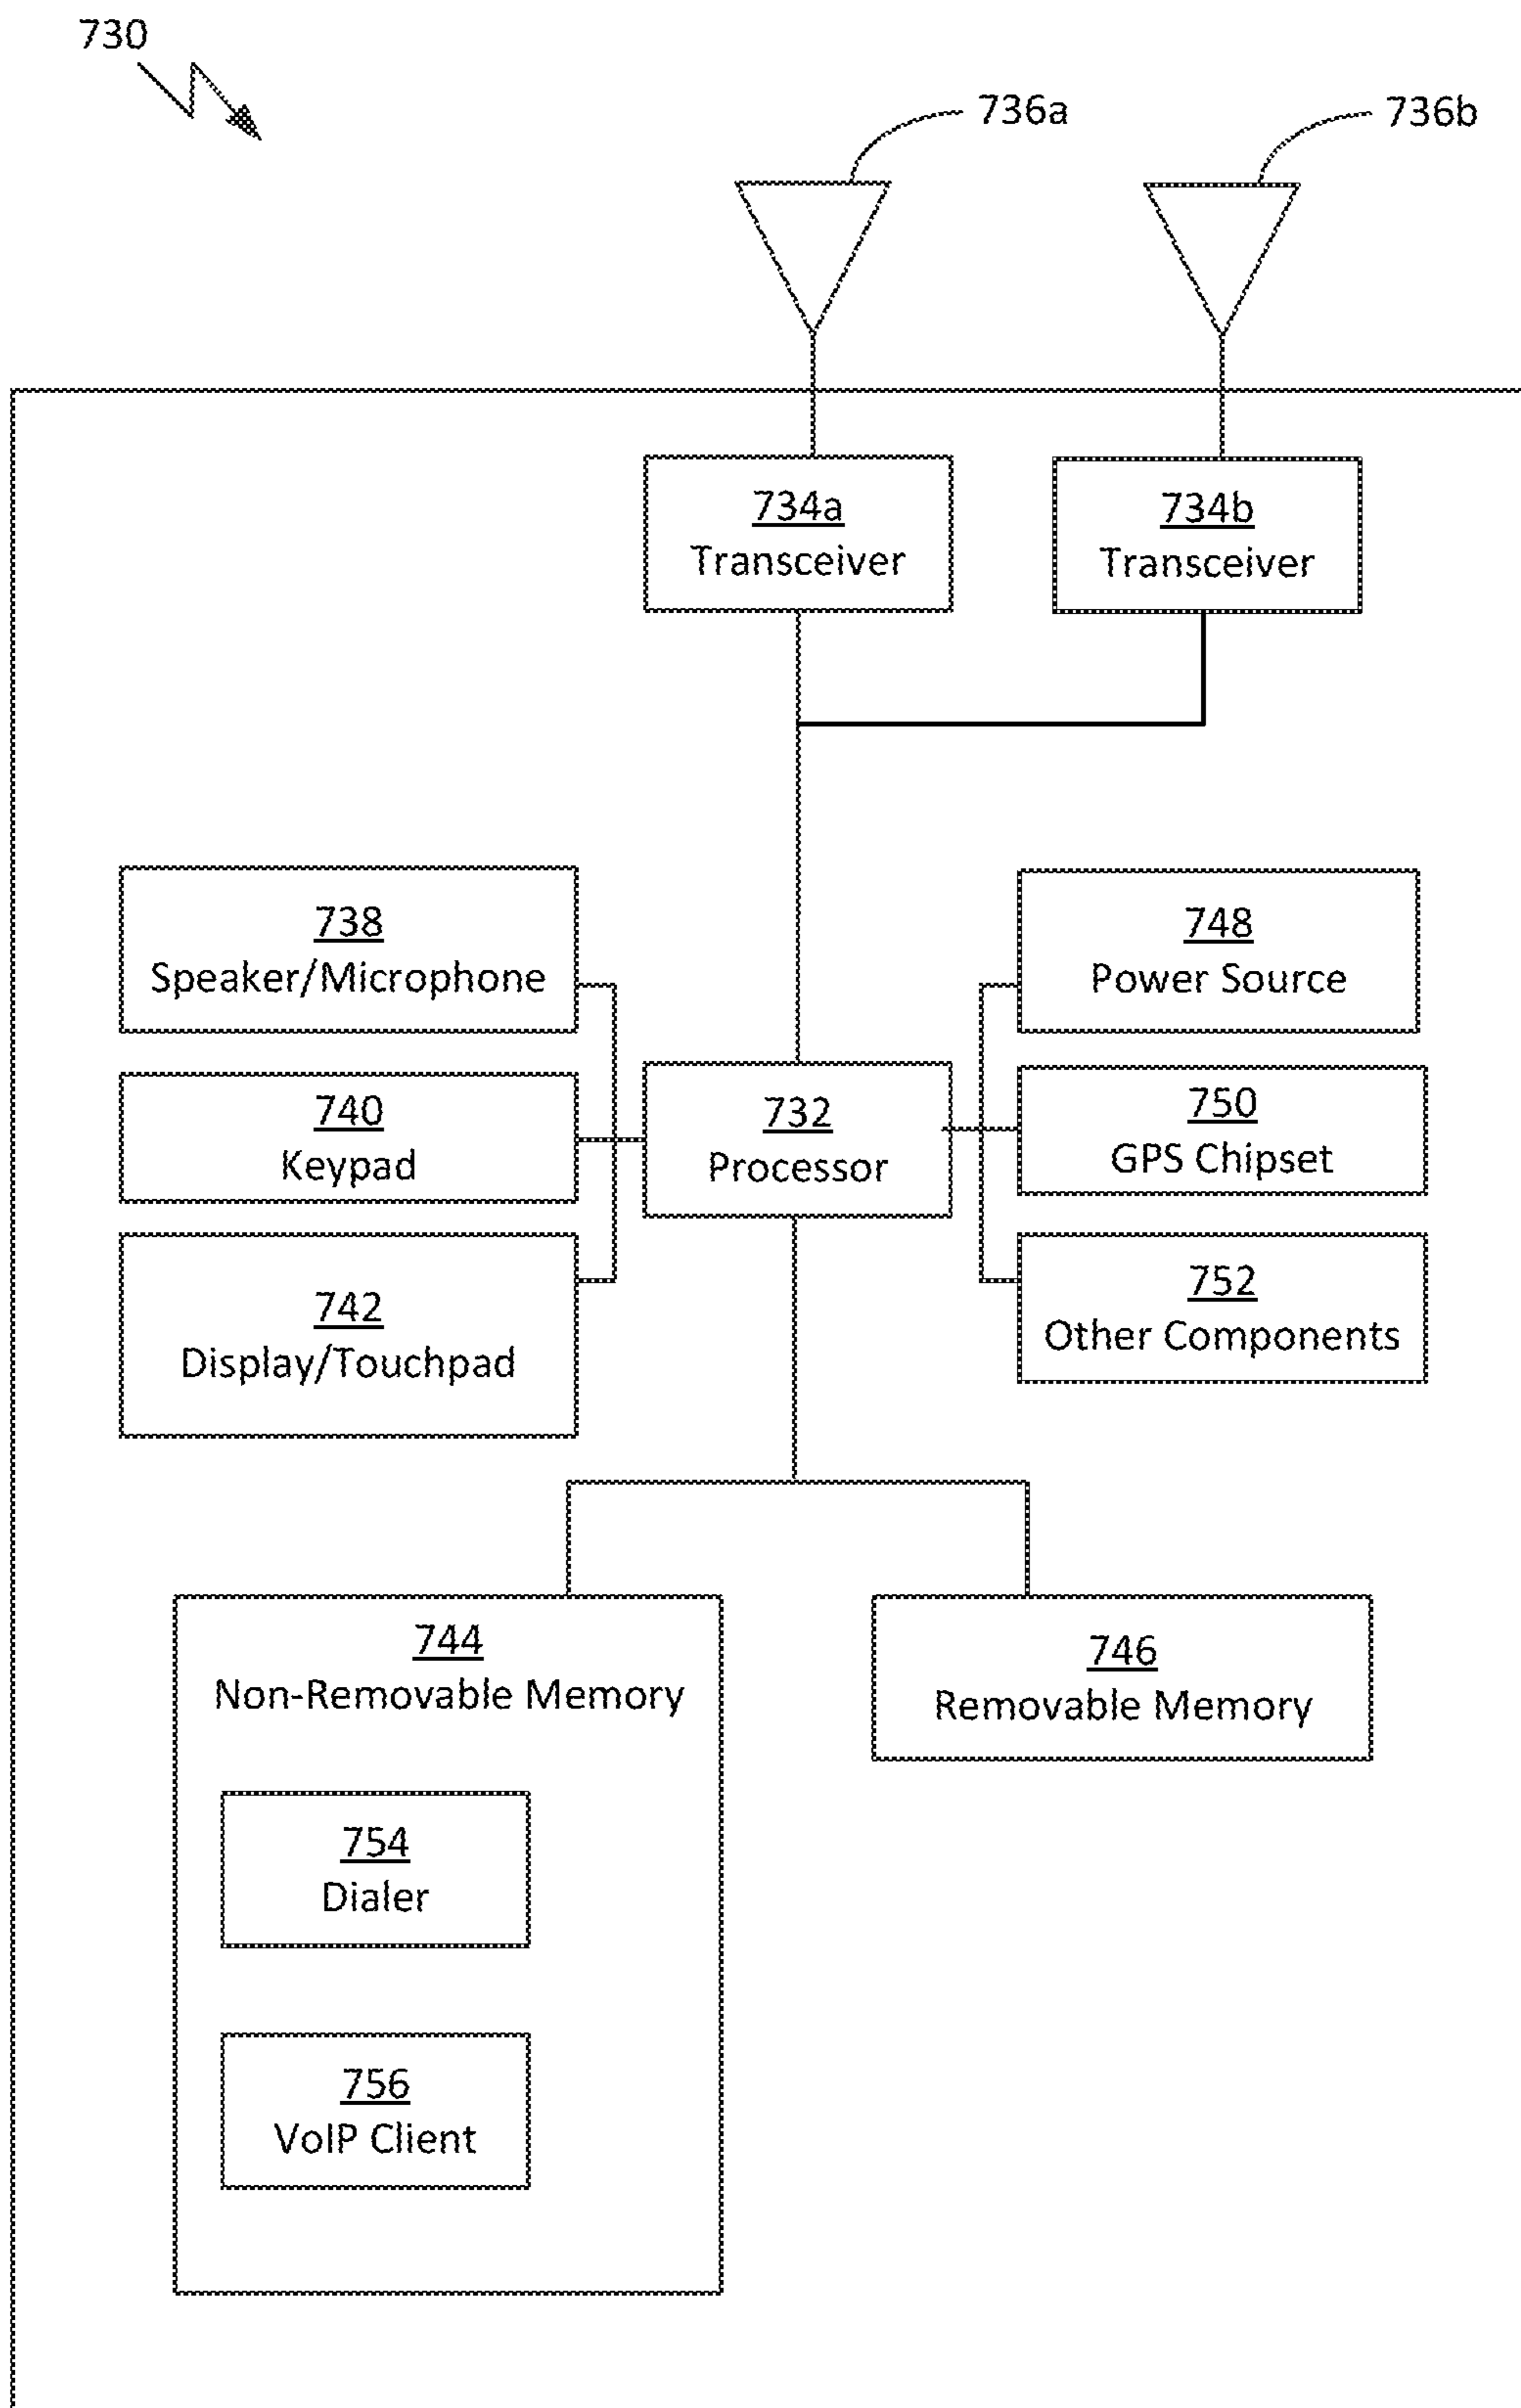 730
736a
736b
734a
Transceiver
734b
Transceiver
738
Speaker/Microphone
748
Power Source
740
Keypad
732
Processor
750
GPS Chipset
742
Display/Touchpad
752
Other Components
744
Non-Removable Memory
746
Removable Memory
754
Dialer
756
VoIP Client